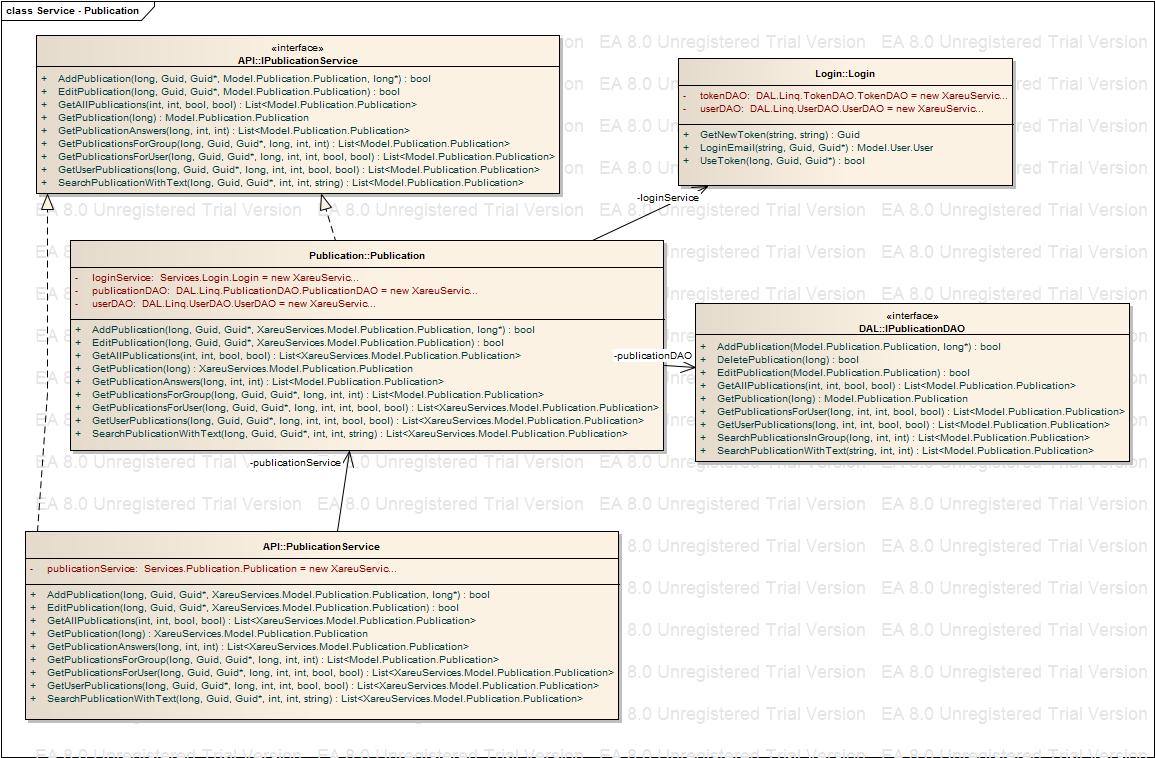 class Service - Publication
«interface»
API::IPublicationService
+ AddPublication(long, Guid, Guid*, Model.Publication.Publication, long*) : bool
+ EditPublication(long, Guid, Guid*, Model.Publication.Publication) : bool
+ GetAllPublications(int, int, bool, bool) : List<Model.Publication.Publication>
+ GetPublication(long) : Model.Publication.Publication
+ GetPublicationAnswers(long, int, int) : List<Model.Publication.Publication>
+ GetPublicationsForGroup(long, Guid, Guid*, long, int, int) : List<Model.Publication.Publication>
+ GetPublicationsForUser(long, Guid, Guid*, long, int, int, bool, bool) : List<Model.Publication.Publication>
+ GetUserPublications(long, Guid, Guid*, long, int, int, bool, bool) : List<Model.Publication.Publication>
+ SearchPublicationWithText(long, Guid, Guid*, int, int, string) : List<Model.Publication.Publication>
Login::Login
- tokenDAO: DAL.Linq.TokenDAO.TokenDAO = new XareuServic...
- userDAO: DAL.Linq.UserDAO.UserDAO = new XareuServic...
+ GetNewToken(string, string) : Guid
+ LoginEmail(string, Guid, Guid*) : Model.User.User
+ UseToken(long, Guid, Guid*) : bool
-loginService
Publication::Publication
- loginService: Services.Login.Login = new XareuServic...
- publicationDAO: DAL.Linq.PublicationDAO.PublicationDAO = new XareuServic...
- userDAO: DAL.Linq.UserDAO.UserDAO = new XareuServic...
+ AddPublication(long, Guid, Guid*, XareuServices.Model.Publication.Publication, long*) : bool
+ EditPublication(long, Guid, Guid*, XareuServices.Model.Publication.Publication) : bool
+ GetAllPublications(int, int, bool, bool) : List<XareuServices.Model.Publication.Publication>
+ GetPublication(long) : XareuServices.Model.Publication.Publication
+ GetPublicationAnswers(long, int, int) : List<Model.Publication.Publication>
+ GetPublicationsForGroup(long, Guid, Guid*, long, int, int) : List<Model.Publication.Publication>
+ GetPublicationsForUser(long, Guid, Guid*, long, int, int, bool, bool) : List<XareuServices.Model.Publication.Publication>
+ GetUserPublications(long, Guid, Guid*, long, int, int, bool, bool) : List<XareuServices.Model.Publication.Publication>
+ SearchPublicationWithText(long, Guid, Guid*, int, int, string) : List<XareuServices.Model.Publication.Publication>
-publicationDAO
«interface»
DAL::IPublicationDAO
+ AddPublication(Model.Publication.Publication, long*) : bool
+ DeletePublication(long) : bool
+ EditPublication(Model.Publication.Publication) : bool
+ GetAllPublications(int, int, bool, bool) : List<Model.Publication.Publication>
+ GetPublication(long) : Model.Publication.Publication
+ GetPublicationsForUser(long, int, int, bool, bool) : List<Model.Publication.Publication>
+ GetUserPublications(long, int, int, bool, bool) : List<Model.Publication.Publication>
+ SearchPublicationsInGroup(long, int, int) : List<Model.Publication.Publication>
+ SearchPublicationWithText(string, int, int) : List<Model.Publication.Publication>
-publicationService
API::PublicationService
- publicationService: Services.Publication.Publication = new XareuServic...
+ AddPublication(long, Guid, Guid*, XareuServices.Model.Publication.Publication, long*) : bool
+ EditPublication(long, Guid, Guid*, XareuServices.Model.Publication.Publication) : bool
+ GetAllPublications(int, int, bool, bool) : List<XareuServices.Model.Publication.Publication>
+ GetPublication(long) : XareuServices.Model.Publication.Publication
+ GetPublicationAnswers(long, int, int) : List<XareuServices.Model.Publication.Publication>
+ GetPublicationsForGroup(long, Guid, Guid*, long, int, int) : List<Model.Publication.Publication>
+ GetPublicationsForUser(long, Guid, Guid*, long, int, int, bool, bool) : List<XareuServices.Model.Publication.Publication>
+ GetUserPublications(long, Guid, Guid*, long, int, int, bool, bool) : List<XareuServices.Model.Publication.Publication>
+ SearchPublicationWithText(long, Guid, Guid*, int, int, string) : List<XareuServices.Model.Publication.Publication>
EA 8.0 Unregistered Trial Version